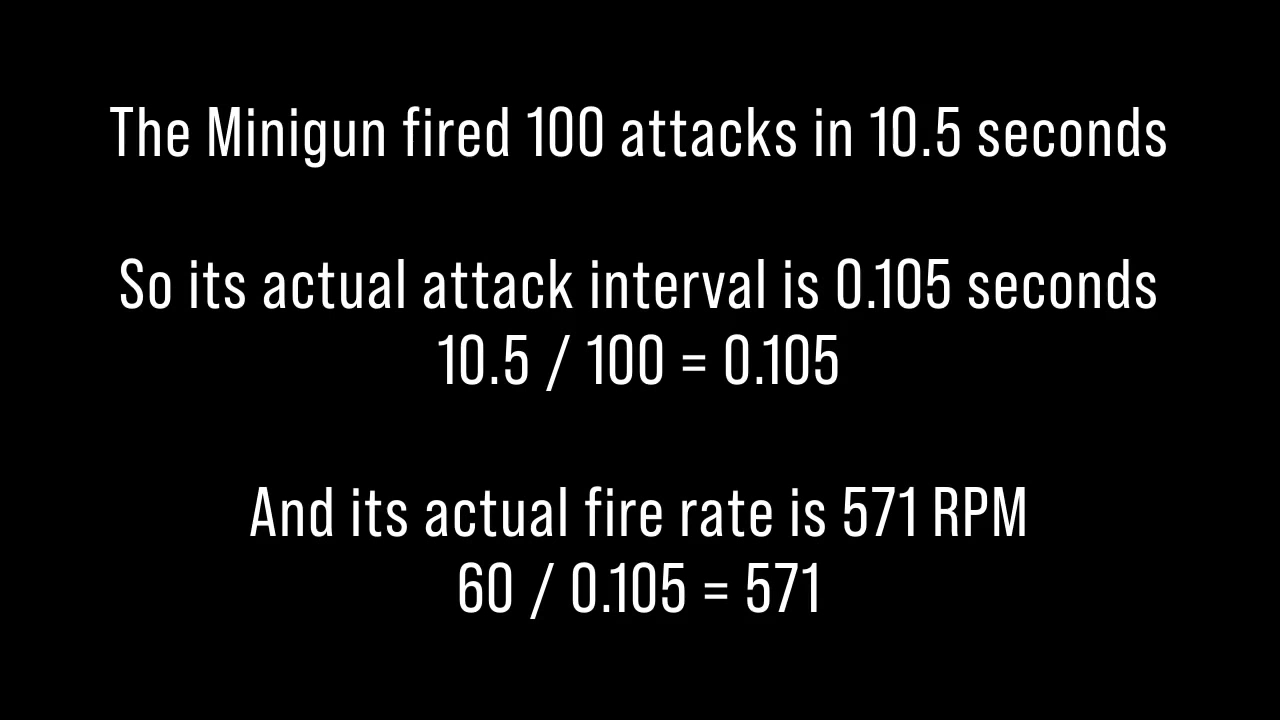 The Minigun fired 100 attacks in 10.5 seconds
So its actual attack interval is 0.105 seconds
10.5 / 100 = 0.105
And its actual fire rate is 571 RPM
60 / 0.105 = 571